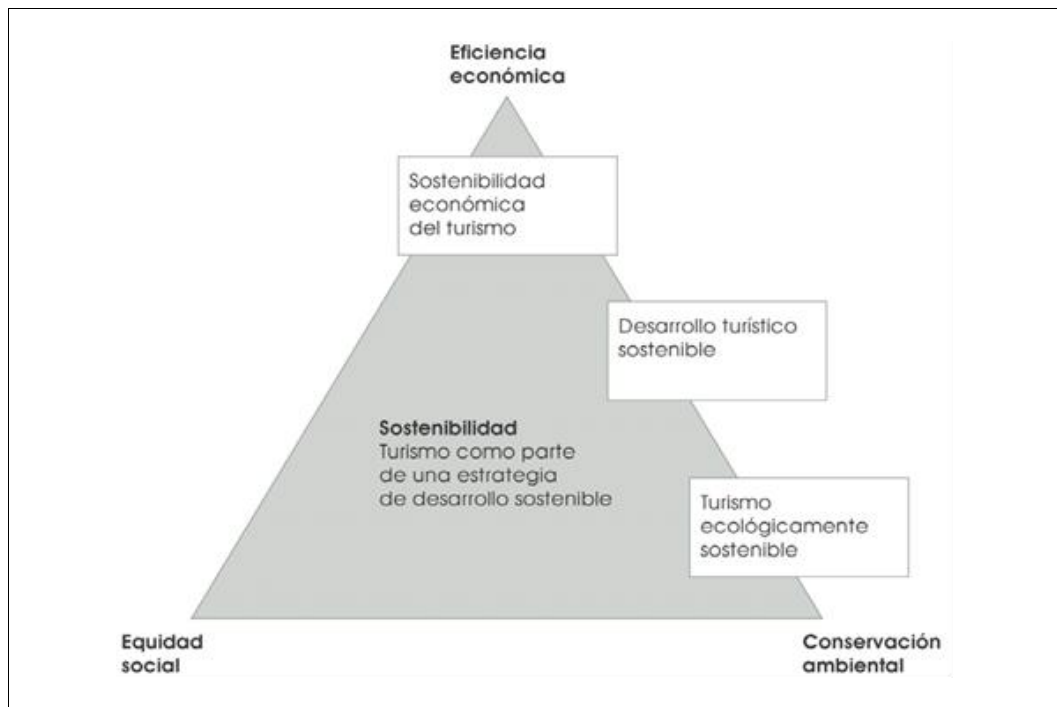 Eficiencia
económica
Sostenibilidad
económica
del turismo
Desarrollo turístico
sostenible
Sostenibilidad
Turismo como parte
de una estrategia
de desarrollo sostenible
Turismo
ecológicamente
sostenible
Equidad
social
Conservación
ambiental